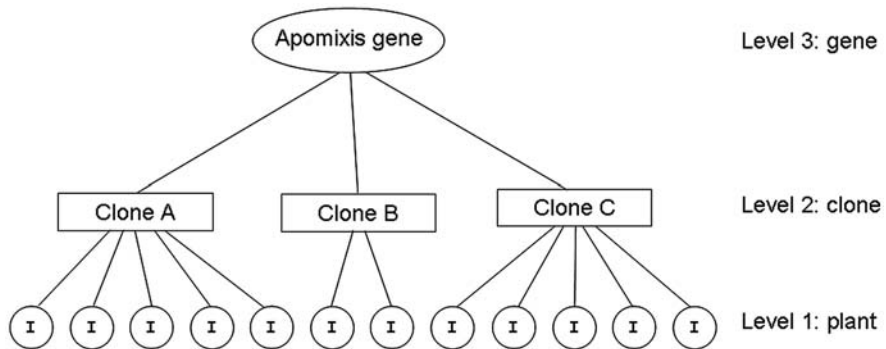 Apomixis gene
Level 3: gene
Clone A
Clone B
Clone C
Level 2: clone
I I I I I I I I I I I I
Level 1: plant